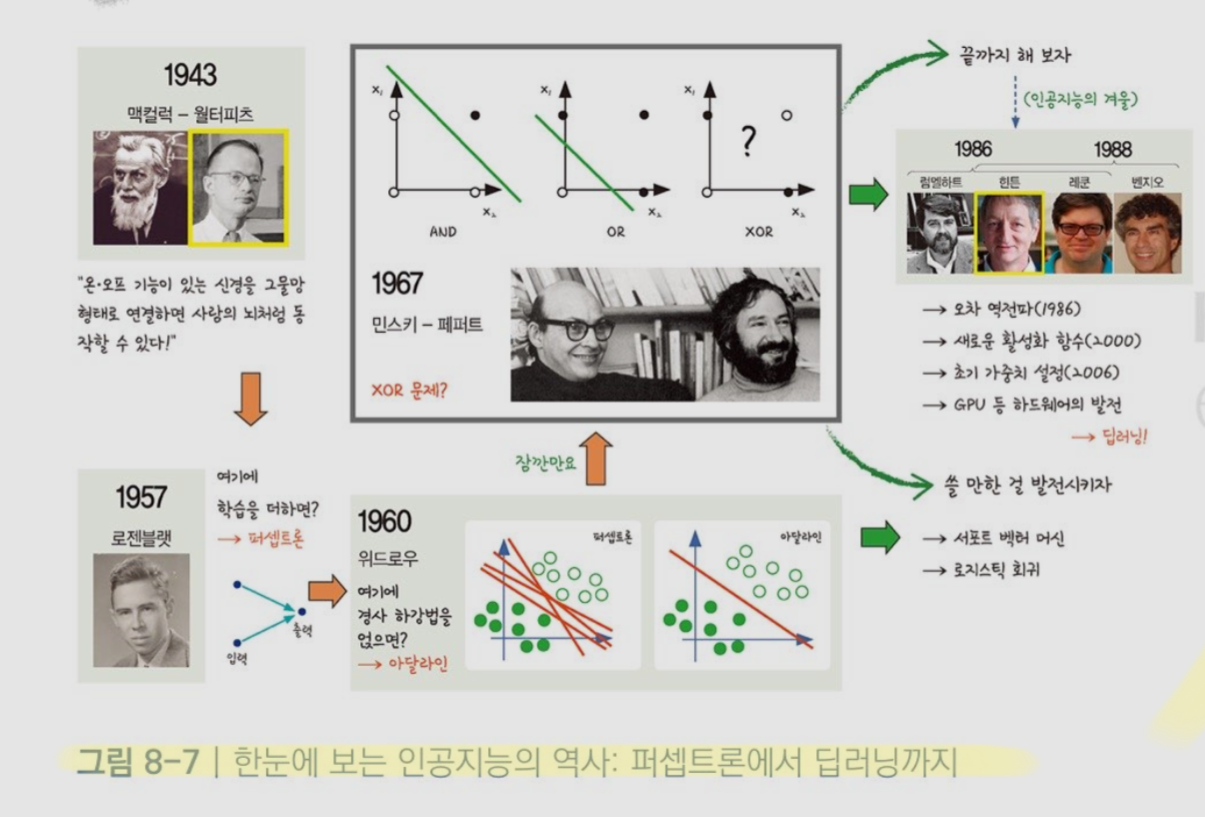 1943
맥컬럭 – 월터피츠
"온·오프 기능이 있는 신경을 그물망
형태로 연결하면 사람의 뇌처럼 동
작할 수 있다!"
1957
로젠블랫
여기에
학습을 더하면?
→ 퍼셉트론
입력
출력
1960
위드로우
여기에
경사 하강법을
얹으면?
→ 아달라인
퍼셉트론
아달라인
잠깐만요
x₁
x₂
AND
x₁
x₂
OR
x₁
?
x₂
XOR
1967
민스키 – 페퍼트
XOR 문제?
끝까지 해 보자
(인공지능의 겨울)
1986 1988
럼멜하트 힌튼 레쿤 벤지오
→ 오차 역전파(1986)
→ 새로운 활성화 함수(2000)
→ 초기 가중치 설정(2006)
→ GPU 등 하드웨어의 발전
→ 딥러닝!
쓸 만한 걸 발전시키자
→ 서포트 벡터 머신
→ 로지스틱 회귀
그림 8-7 | 한눈에 보는 인공지능의 역사: 퍼셉트론에서 딥러닝까지